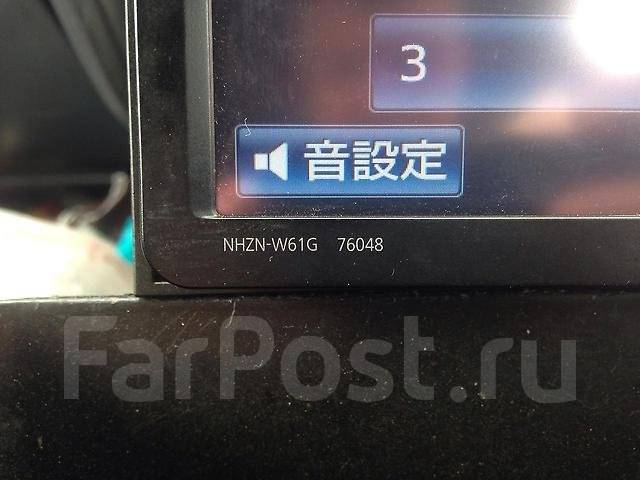 3
音設定
NHZN-W61G 76048
FarPost.ru